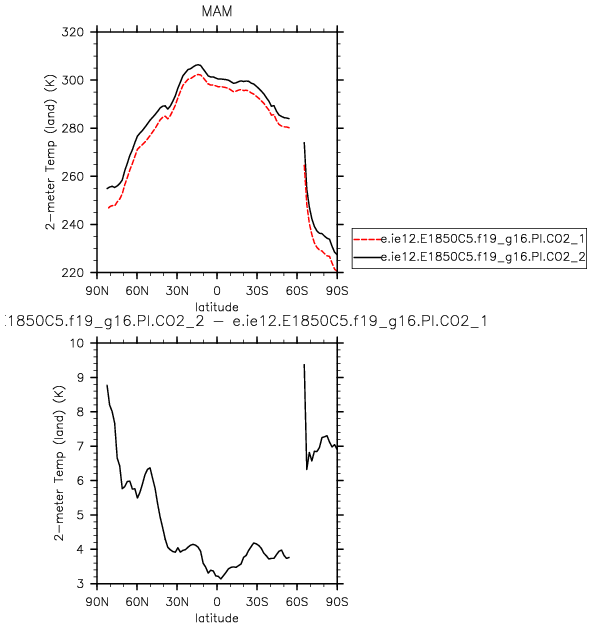 MAM
320
300
280
260
240
220
2-meter Temp (land) (K)
90N 60N 30N 0 30S 60S 90S
latitude
e.ie12.E1850C5.f19_g16.PI.CO2_1
e.ie12.E1850C5.f19_g16.PI.CO2_2
:1850C5.f19_g16.PI.CO2_2 - e.ie12.E1850C5.f19_g16.PI.CO2_1
10
9
8
7
6
5
4
3
2-meter Temp (land) (K)
90N 60N 30N 0 30S 60S 90S
latitude